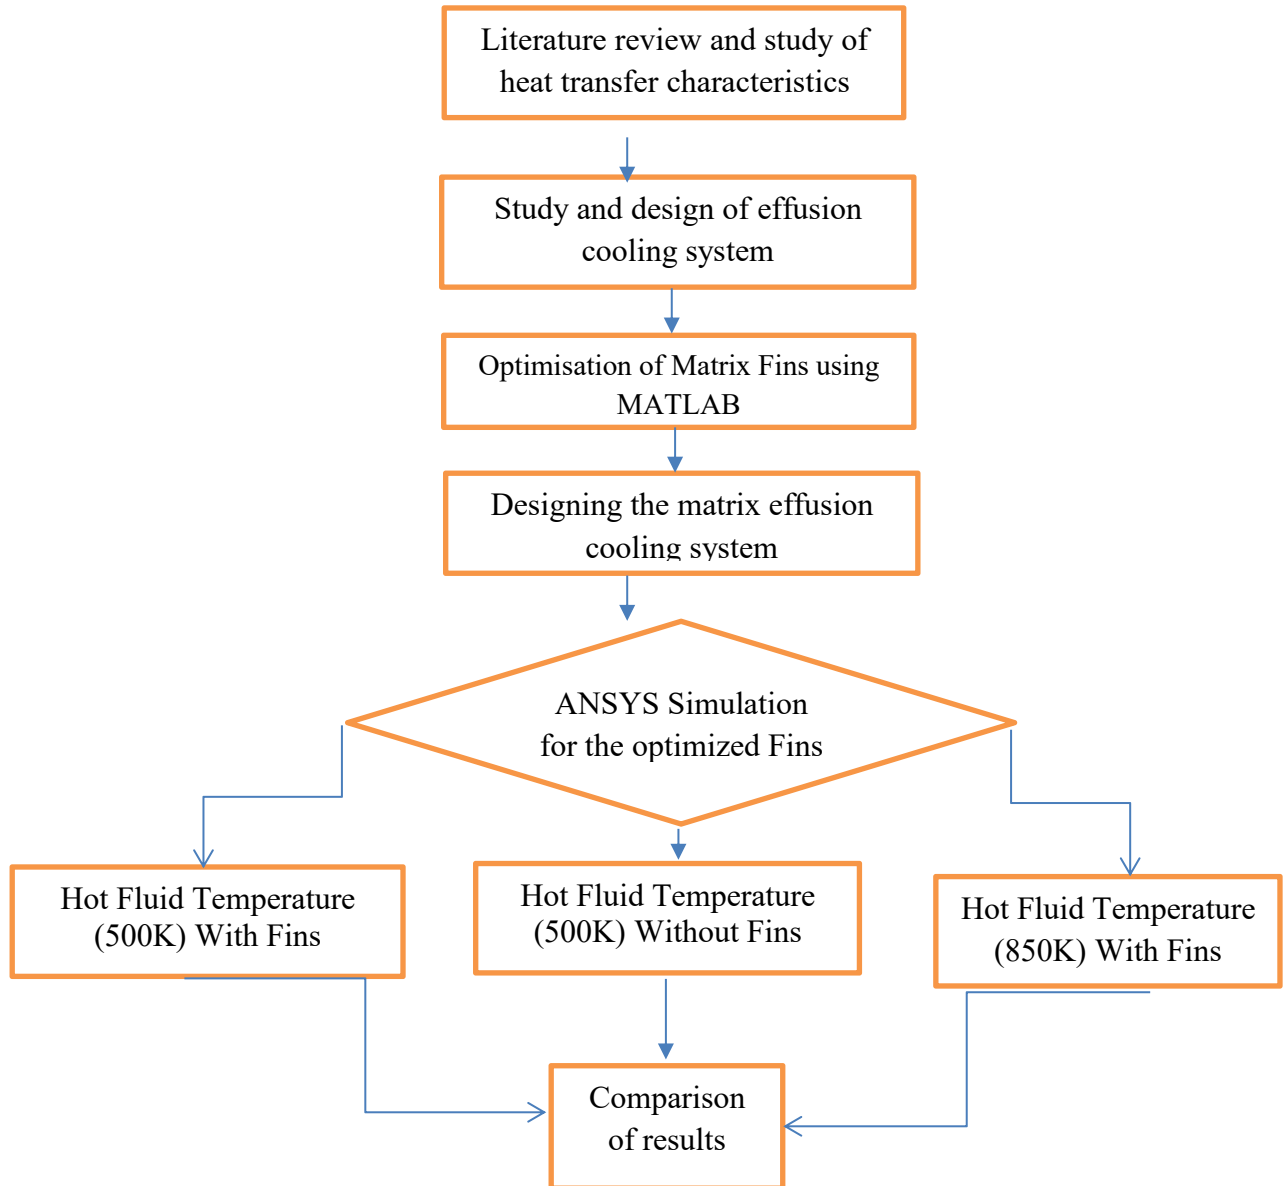 Literature review and study of
heat transfer characteristics
Study and design of effusion
cooling system
Optimisation of Matrix Fins using
MATLAB
Designing the matrix effusion
cooling system
ANSYS Simulation
for the optimized Fins
Hot Fluid Temperature
(500K) With Fins
Hot Fluid Temperature
(500K) Without Fins
Hot Fluid Temperature
(850K) With Fins
Comparison
of results